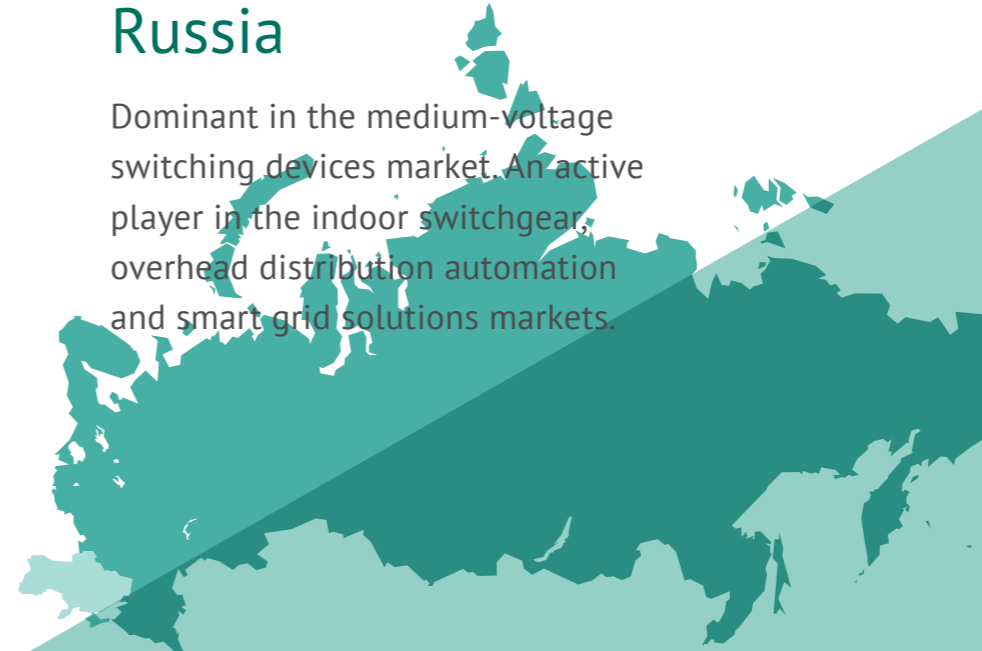 Russia
Dominant in the medium-voltage
switching devices market. An active
player in the indoor switchgear,
overhead distribution automation
and smart grid solutions markets.